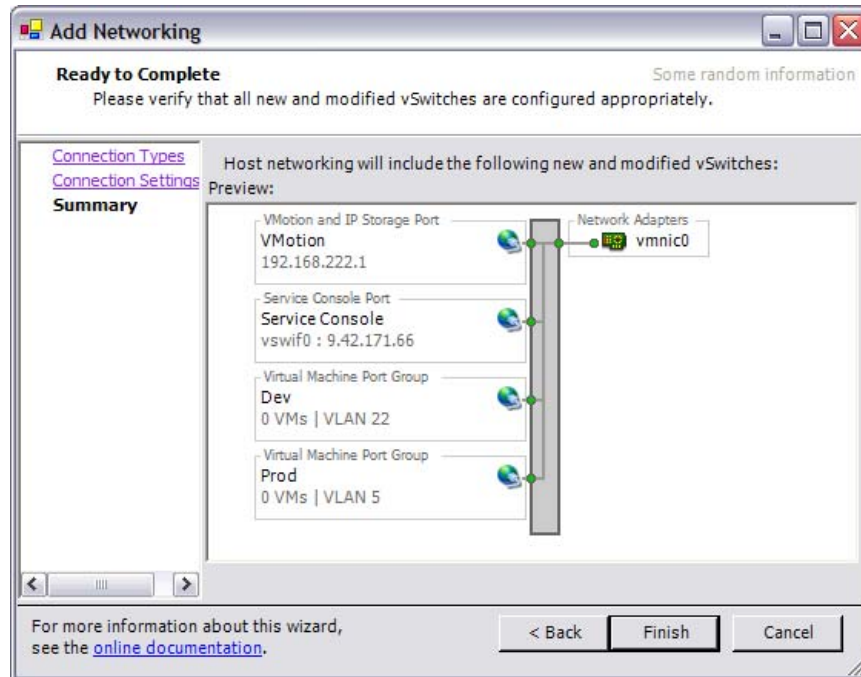 Add Networking
Ready to Complete
Some random information
Please verify that all new and modified vSwitches are configured appropriately.
Connection Types
Connection Settings
Summary
Host networking will include the following new and modified vSwitches:
Preview:
VMotion and IP Storage Port
VMotion
192.168.222.1
Network Adapters
vmnic0
Service Console Port
Service Console
vswif0 : 9.42.171.66
Virtual Machine Port Group
Dev
0 VMs | VLAN 22
Virtual Machine Port Group
Prod
0 VMs | VLAN 5
For more information about this wizard,
see the online documentation.
< Back
Finish
Cancel